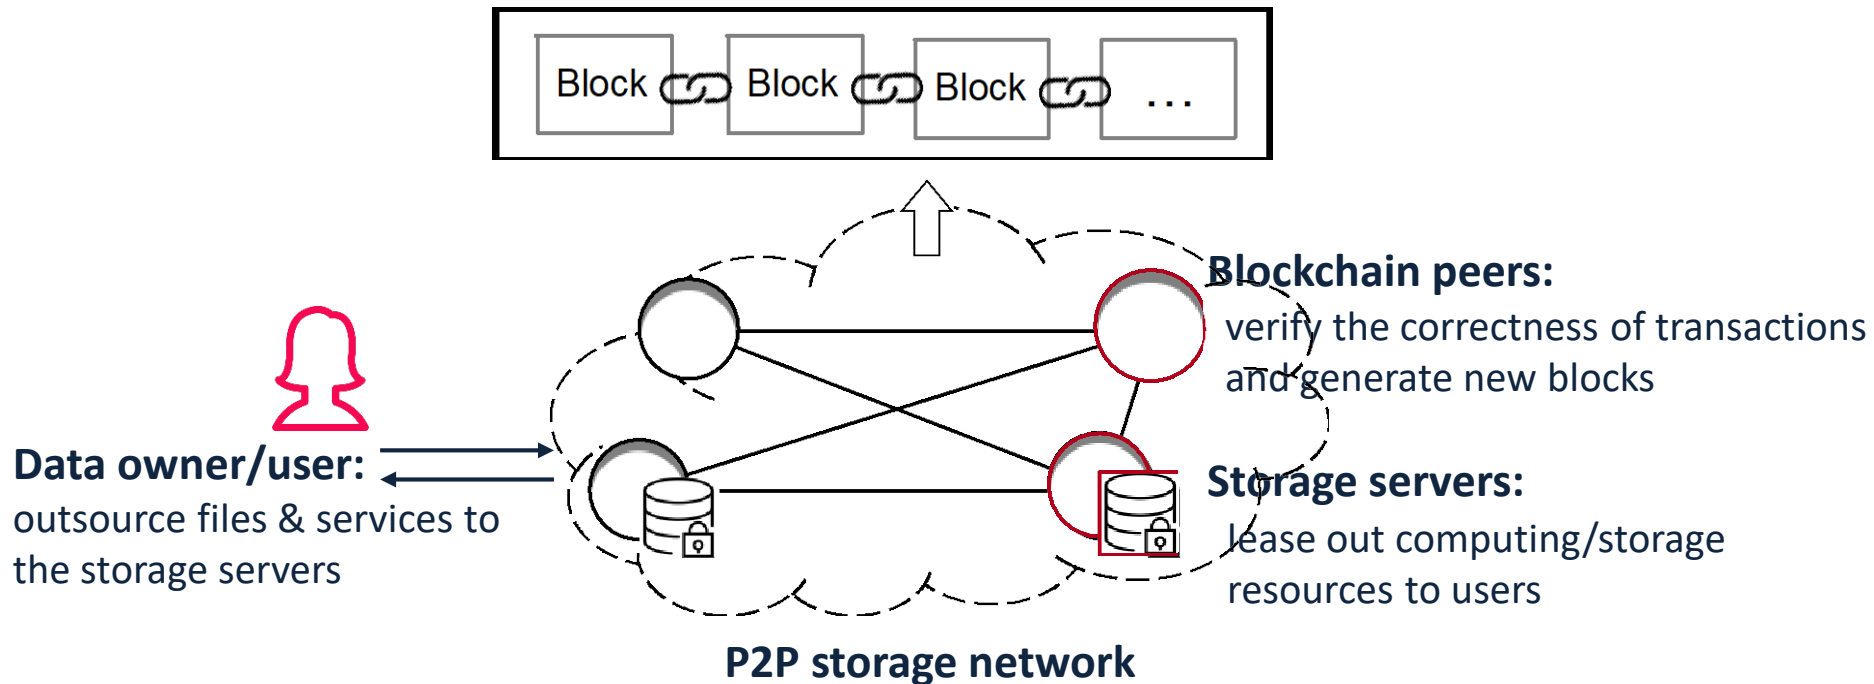 Block Block Block ...
Blockchain peers:
verify the correctness of transactions
and generate new blocks
Data owner/user:
outsource files & services to
the storage servers
Storage servers:
lease out computing/storage
resources to users
P2P storage network